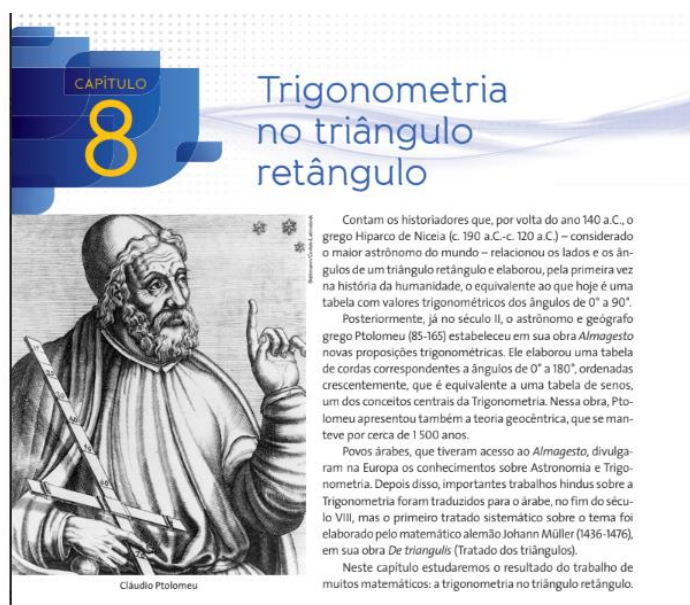 CAPÍTULO
8
Trigonometria
no triângulo
retângulo
Contam os historiadores que, por volta do ano 140 a.C., o
grego Hiparco de Niceia (c. 190 a.C.-c. 120 a.C.) – considerado
o maior astrônomo do mundo – relacionou os lados e os ân-
gulos de um triângulo retângulo e elaborou, pela primeira vez
na história da humanidade, o equivalente ao que hoje é uma
tabela com valores trigonométricos dos ângulos de 0° a 90°.
Posteriormente, já no século II, o astrônomo e geógrafo
grego Ptolomeu (85-165) estabeleceu em sua obra Almagesto
novas proposições trigonométricas. Ele elaborou uma tabela
de cordas correspondentes a ângulos de 0° a 180°, ordenadas
crescentemente, que é equivalente a uma tabela de senos,
um dos conceitos centrais da Trigonometria. Nessa obra, Pto-
lomeu apresentou também a teoria geocêntrica, que se man-
teve por cerca de 1 500 anos.
Povos árabes, que tiveram acesso ao Almagesto, divulga-
ram na Europa os conhecimentos sobre Astronomia e Trigo-
nometria. Depois disso, importantes trabalhos hindus sobre a
Trigonometria foram traduzidos para o árabe, no fim do sécu-
lo VIII, mas o primeiro tratado sistemático sobre o tema foi
elaborado pelo matemático alemão Johann Müller (1436-1476),
em sua obra De triangulis (Tratado dos triângulos).
Neste capítulo estudaremos o resultado do trabalho de
muitos matemáticos: a trigonometria no triângulo retângulo.
Cláudio Ptolomeu